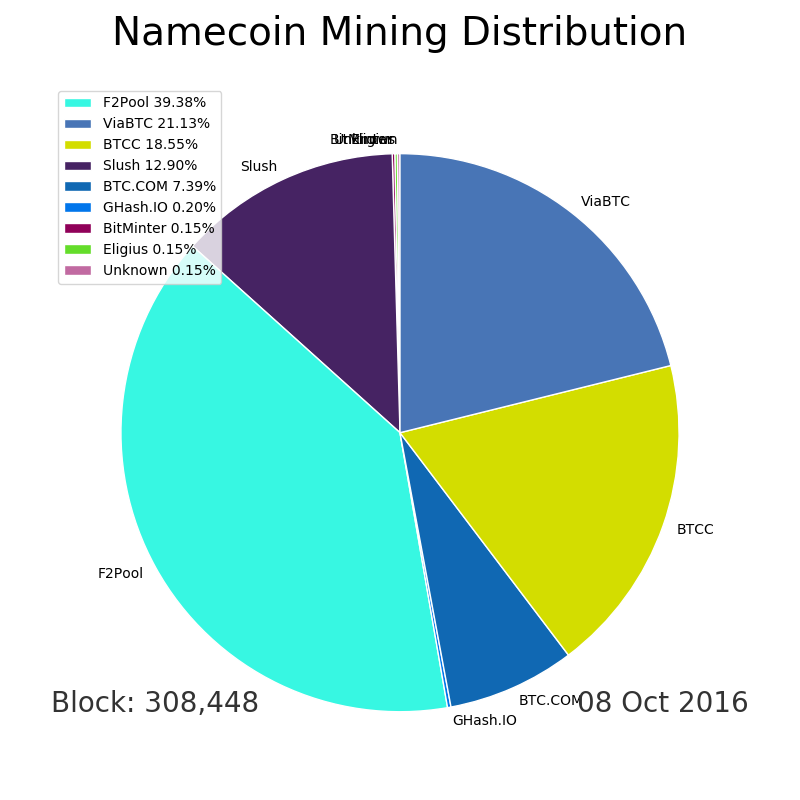 Namecoin Mining Distribution
F2Pool 39.38%
ViaBTC 21.13%
BTCC 18.55%
Slush 12.90%
BTC.COM 7.39%
GHash.IO 0.20%
BitMinter 0.15%
Eligius 0.15%
Unknown 0.15%
Slush
ViaBTC
BTCC
F2Pool
BTC.COM
GHash.IO
Block: 308,448
08 Oct 2016